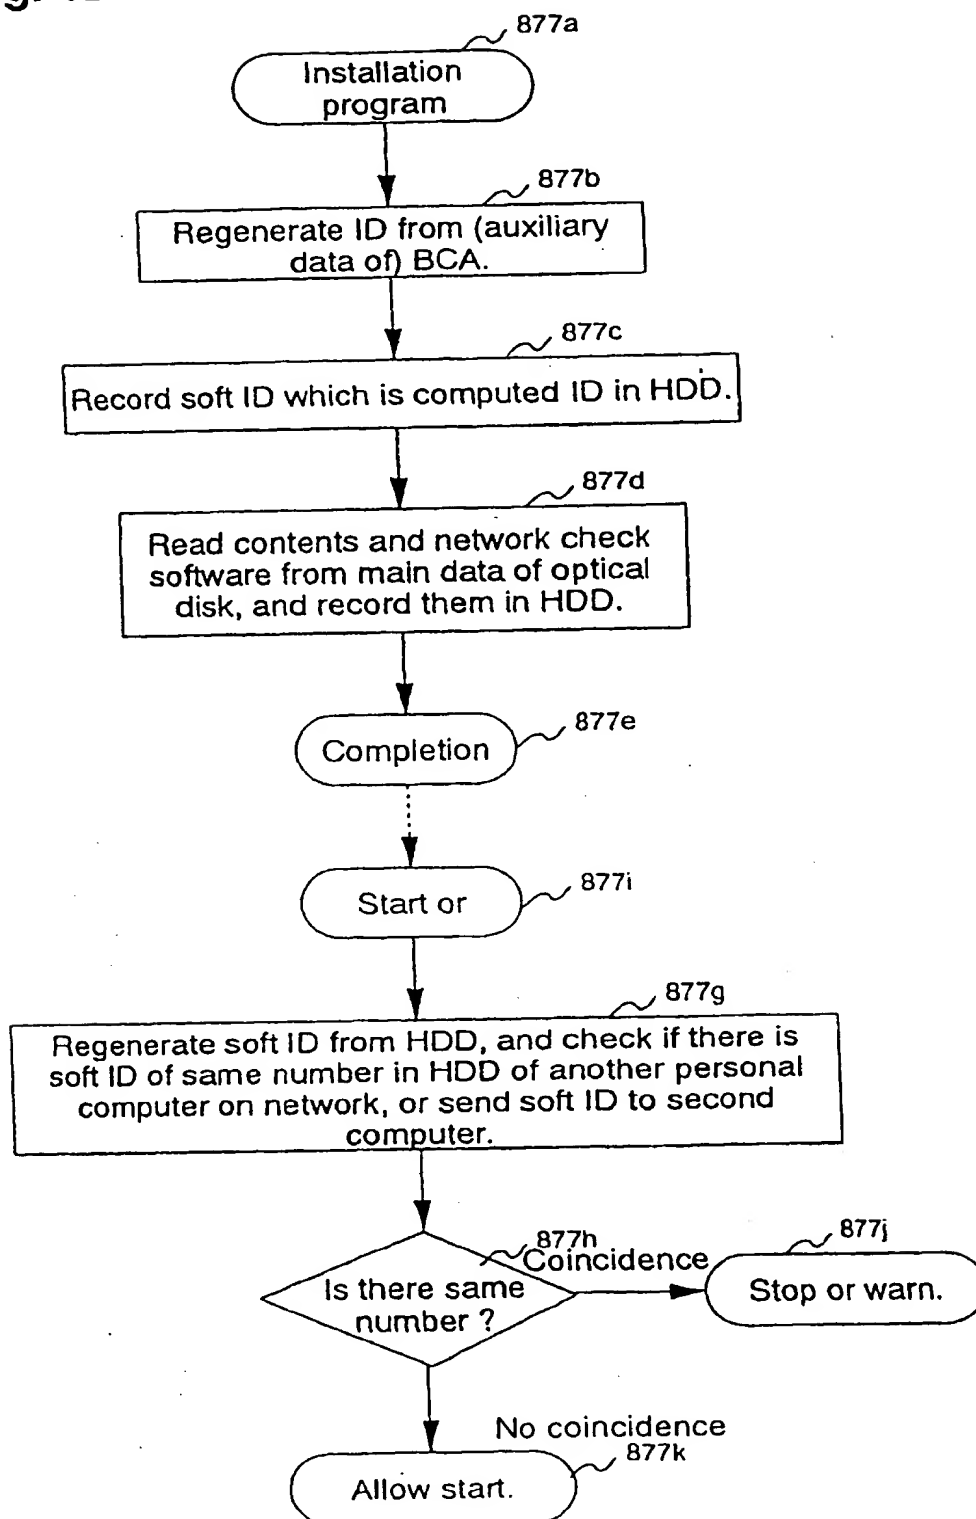 877a
Installation
program
877b
Regenerate ID from (auxiliary
data of) BCA.
877c
Record soft ID which is computed ID in HDD.
877d
Read contents and network check
software from main data of optical
disk, and record them in HDD.
877e
Completion
877i
Start or
877g
Regenerate soft ID from HDD, and check if there is
soft ID of same number in HDD of another personal
computer on network, or send soft ID to second
computer.
877h
Coincidence
877j
Is there same
number ?
Stop or warn.
No coincidence
877k
Allow start.